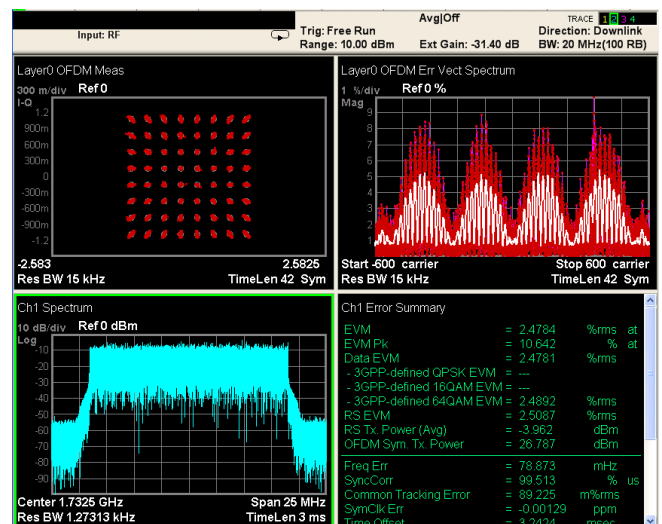 Avg|Off
TRACE 1 2 3 4
Input: RF
Trig: Free Run
Direction: Downlink
Range: 10.00 dBm Ext Gain: -31.40 dB BW: 20 MHz(100 RB)
Layer0 OFDM Meas
300 m/div Ref 0
I-Q
1.2
900m
600m
300m
0
-300m
-600m
-900m
-1.2
-2.583 2.5825
Res BW 15 kHz TimeLen 42 Sym
Layer0 OFDM Err Vect Spectrum
1 %/div Ref 0 %
Mag
9
8
7
6
5
4
3
2
1
Start -600 carrier Stop 600 carrier
Res BW 15 kHz TimeLen 42 Sym
Ch1 Spectrum
10 dB/div Ref 0 dBm
Log
-10
-20
-30
-40
-50
-60
-70
-80
-90
Center 1.7325 GHz Span 25 MHz
Res BW 1.27313 kHz TimeLen 3 ms
Ch1 Error Summary
EVM = 2.4784 %rms at
EVM Pk = 10.642 % at
Data EVM = 2.4781 %rms
- 3GPP-defined QPSK EVM = ---
- 3GPP-defined 16QAM EVM = ---
- 3GPP-defined 64QAM EVM = 2.4892 %rms
RS EVM = 2.5087 %rms
RS Tx. Power (Avg) = -3.962 dBm
OFDM Sym. Tx. Power = 26.787 dBm
Freq Err = 78.873 mHz
SyncCorr = 99.513 % us
Common Tracking Error = 89.225 m%rms
SymClk Err = -0.00129 ppm
Time Offset = 3.2424 msec